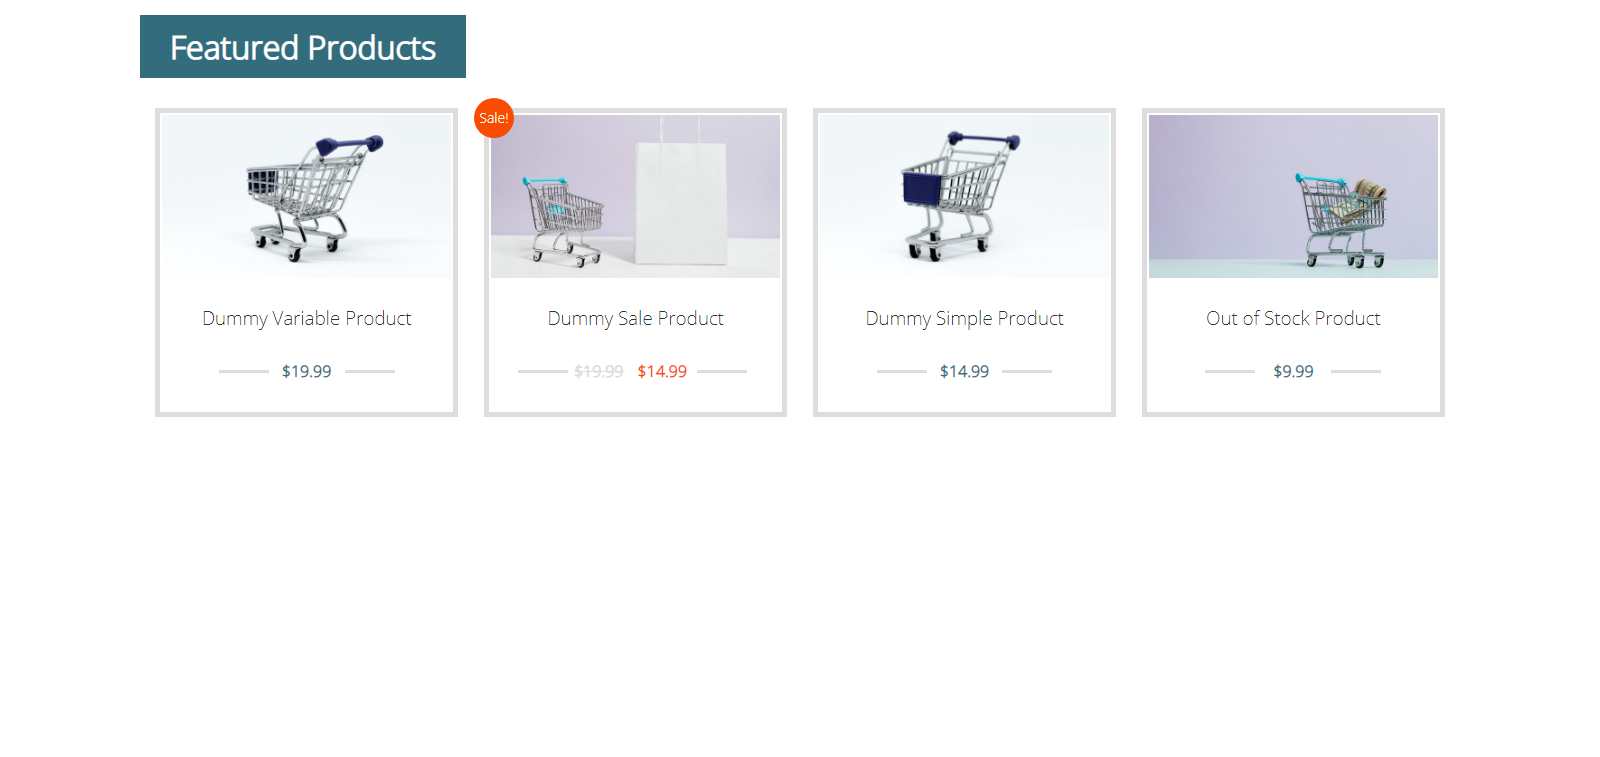 Featured Products
Sale!
Dummy Variable Product
$19.99
Dummy Sale Product
$19.99 $14.99
Dummy Simple Product
$14.99
Out of Stock Product
$9.99